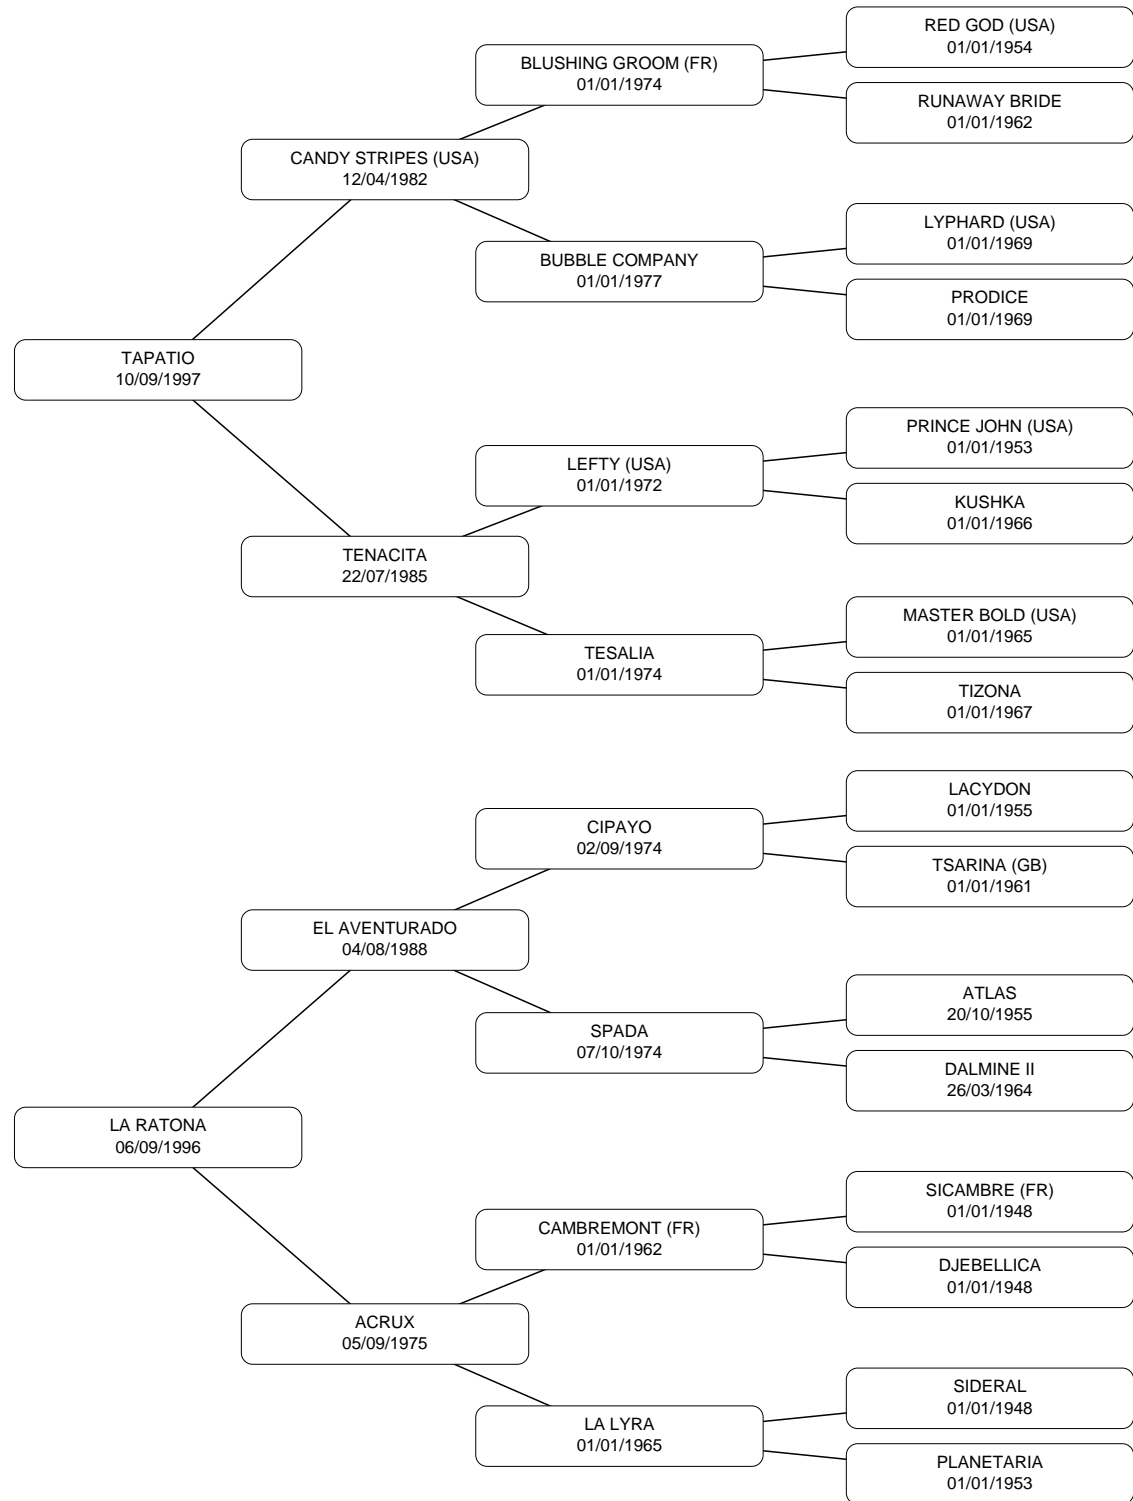 RED GOD (USA)
01/01/1954
BLUSHING GROOM (FR)
01/01/1974
RUNAWAY BRIDE
01/01/1962
CANDY STRIPES (USA)
12/04/1982
LYPHARD (USA)
01/01/1969
BUBBLE COMPANY
01/01/1977
PRODICE
01/01/1969
TAPATIO
10/09/1997
PRINCE JOHN (USA)
01/01/1953
LEFTY (USA)
01/01/1972
KUSHKA
01/01/1966
TENACITA
22/07/1985
MASTER BOLD (USA)
01/01/1965
TESALIA
01/01/1974
TIZONA
01/01/1967
LACYDON
01/01/1955
CIPAYO
02/09/1974
TSARINA (GB)
01/01/1961
EL AVENTURADO
04/08/1988
ATLAS
20/10/1955
SPADA
07/10/1974
DALMINE II
26/03/1964
LA RATONA
06/09/1996
SICAMBRE (FR)
01/01/1948
CAMBREMONT (FR)
01/01/1962
DJEBELLICA
01/01/1948
ACRUX
05/09/1975
SIDERAL
01/01/1948
LA LYRA
01/01/1965
PLANETARIA
01/01/1953